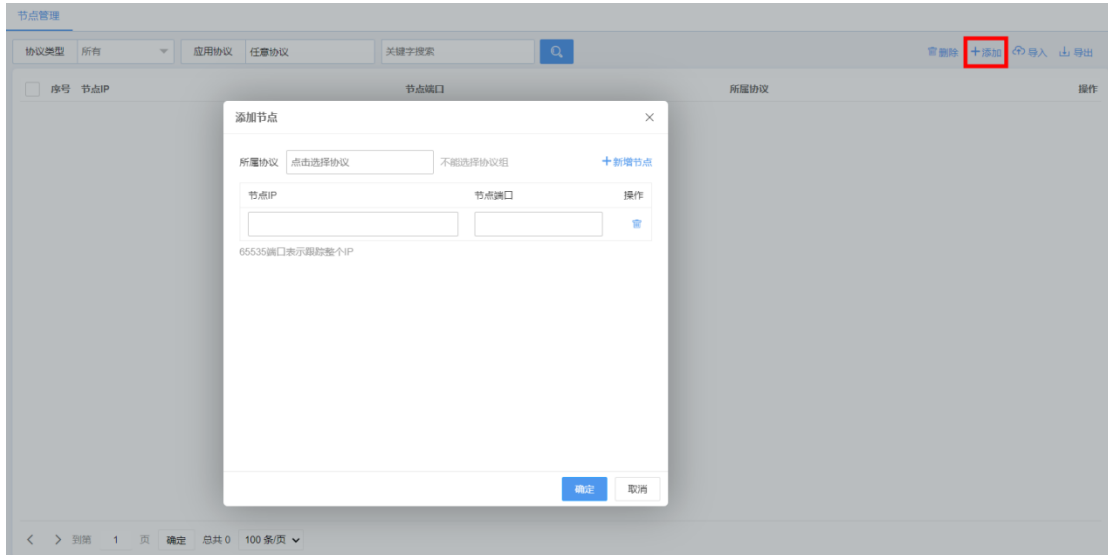 节点管理
协议类型 所有 应用协议 任意协议 关键字搜索 删除 添加 导入 导出
序号 节点IP 节点端口 所属协议 操作
添加节点
所属协议 点击选择协议 不能选择协议组 新增节点
节点IP 节点端口 操作
65535端口表示跟踪整个IP
确定 取消
到第 1 页 确定 总共 0 100 条/页